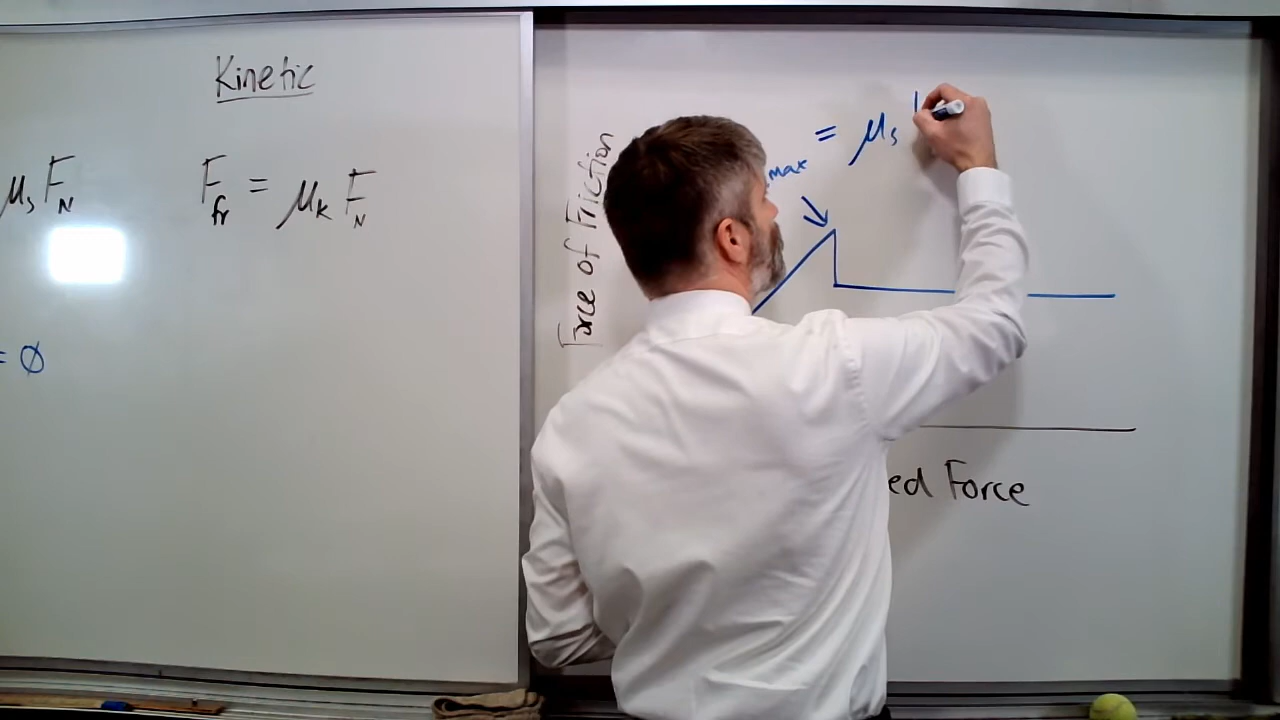 Kinetic
μs FN
Ffr = μk FN
= Ø
Force of Friction
max
= μs
ed Force